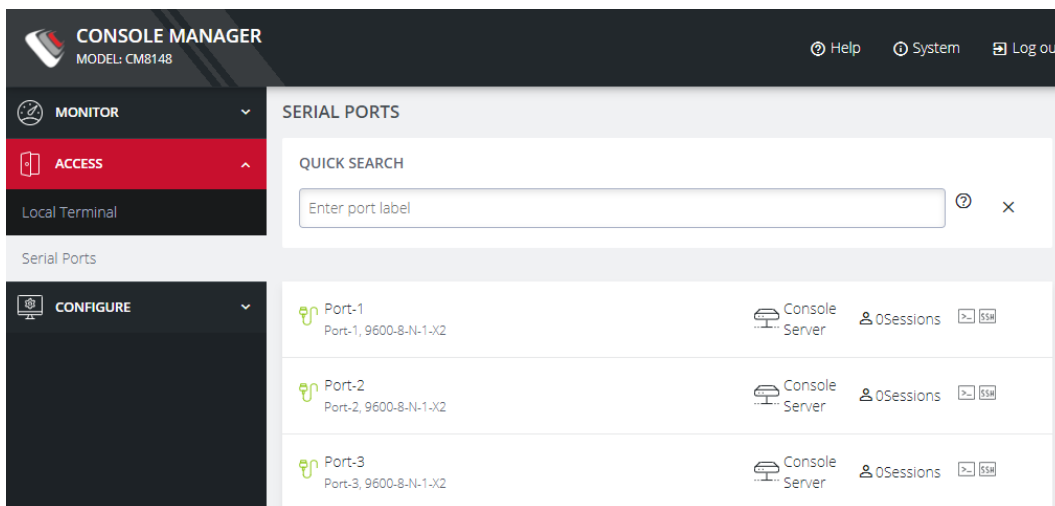 CONSOLE MANAGER
MODEL: CM8148
Help
System
Log ou
MONITOR
ACCESS
Local Terminal
Serial Ports
CONFIGURE
SERIAL PORTS
QUICK SEARCH
Enter port label
Port-1
Port-1, 9600-8-N-1-X2
Console
Server
0Sessions
SSH
Port-2
Port-2, 9600-8-N-1-X2
Console
Server
0Sessions
SSH
Port-3
Port-3, 9600-8-N-1-X2
Console
Server
0Sessions
SSH